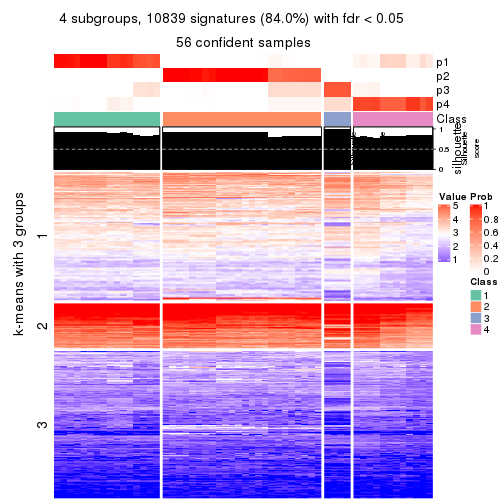 4 subgroups, 10839 signatures (84.0%) with fdr < 0.05
56 confident samples
p1
p2
p3
p4
Class
1
0.5
0
silhouette
Silhouette
score
k-means with 3 groups
1
2
3
Value
5
4
3
2
1
Prob
1
0.8
0.6
0.4
0.2
0
Class
1
2
3
4